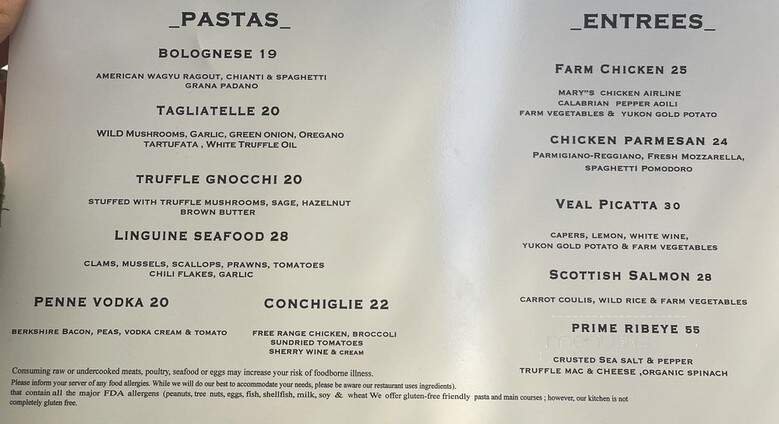 _PASTAS_
BOLOGNESE 19
AMERICAN WAGYU RAGOUT, CHIANTI & SPAGHETTI
GRANA PADANO
TAGLIATELLE 20
WILD MUSHROOMS, GARLIC, GREEN ONION, OREGANO
TARTUFATA , WHITE TRUFFLE OIL
TRUFFLE GNOCCHI 20
STUFFED WITH TRUFFLE MUSHROOMS, SAGE, HAZELNUT
BROWN BUTTER
LINGUINE SEAFOOD 28
CLAMS, MUSSELS, SCALLOPS, PRAWNS, TOMATOES
CHILI FLAKES, GARLIC
PENNE VODKA 20
BERKSHIRE BACON, PEAS, VODKA CREAM & TOMATO
CONCHIGLIE 22
FREE RANGE CHICKEN, BROCCOLI
SUNDRIED TOMATOES
SHERRY WINE & CREAM
_ENTREES_
FARM CHICKEN 25
MARY"S CHICKEN AIRLINE
CALABRIAN PEPPER AOILI
FARM VEGETABLES & YUKON GOLD POTATO
CHICKEN PARMESAN 24
PARMIGIANO-REGGIANO, FRESH MOZZARELLA,
SPAGHETTI POMODORO
VEAL PICATTA 30
CAPERS, LEMON, WHITE WINE,
YUKON GOLD POTATO & FARM VEGETABLES
SCOTTISH SALMON 28
CARROT COULIS, WILD RICE & FARM VEGETABLES
PRIME RIBEYE 55
CRUSTED SEA SALT & PEPPER
TRUFFLE MAC & CHEESE ,ORGANIC SPINACH
Consuming raw or undercooked meats, poultry, seafood or eggs may increase your risk of foodborne illness.
Please inform your server of any food allergies. While we will do our best to accommodate your needs, please be aware our restaurant uses ingredients).
that contain all the major FDA allergens (peanuts, tree nuts, eggs, fish, shellfish, milk, soy & wheat We offer gluten-free friendly pasta and main courses ; however, our kitchen is not
completely gluten free.